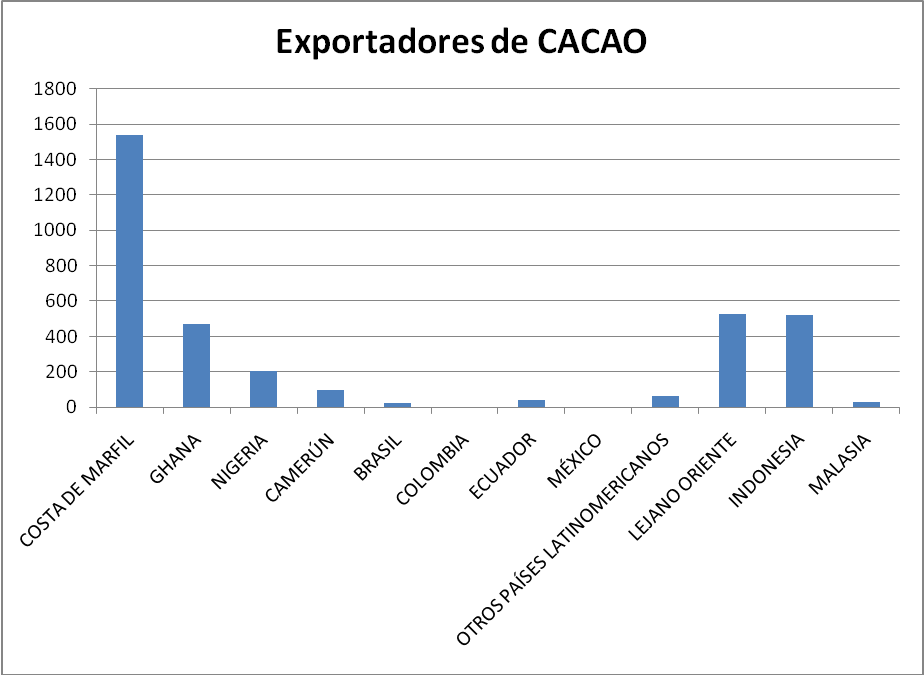 Exportadores de CACAO
1800
1600
1400
1200
1000
800
600
400
200
0
COSTA DE MARFIL
GHANA
NIGERIA
CAMERÚN
BRASIL
COLOMBIA
ECUADOR
MÉXICO
OTROS PAÍSES LATINOMERICANOS
LEJANO ORIENTE
INDONESIA
MALASIA